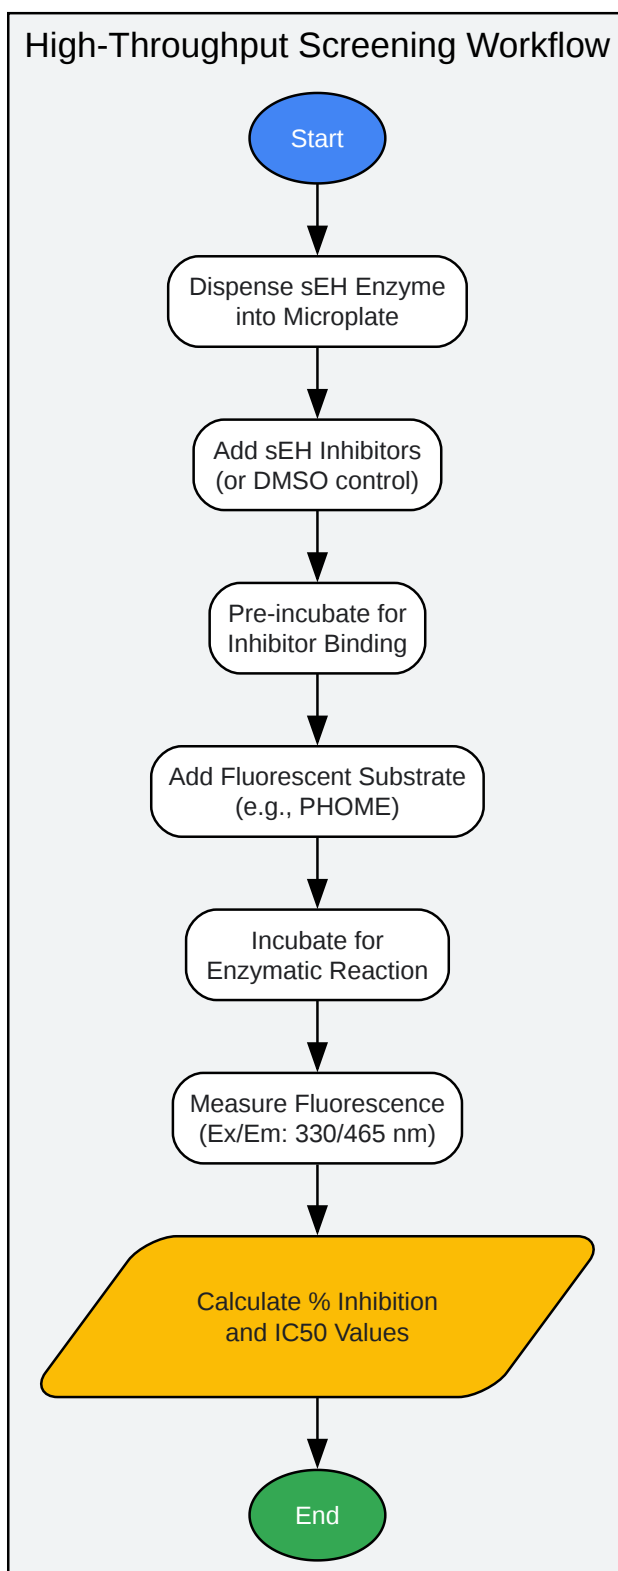 High-Throughput Screening Workflow
Start
Dispense sEH Enzyme
into Microplate
Add sEH Inhibitors
(or DMSO control)
Pre-incubate for
Inhibitor Binding
Add Fluorescent Substrate
(e.g., PHOME)
Incubate for
Enzymatic Reaction
Measure Fluorescence
(Ex/Em: 330/465 nm)
Calculate % Inhibition
and IC50 Values
End